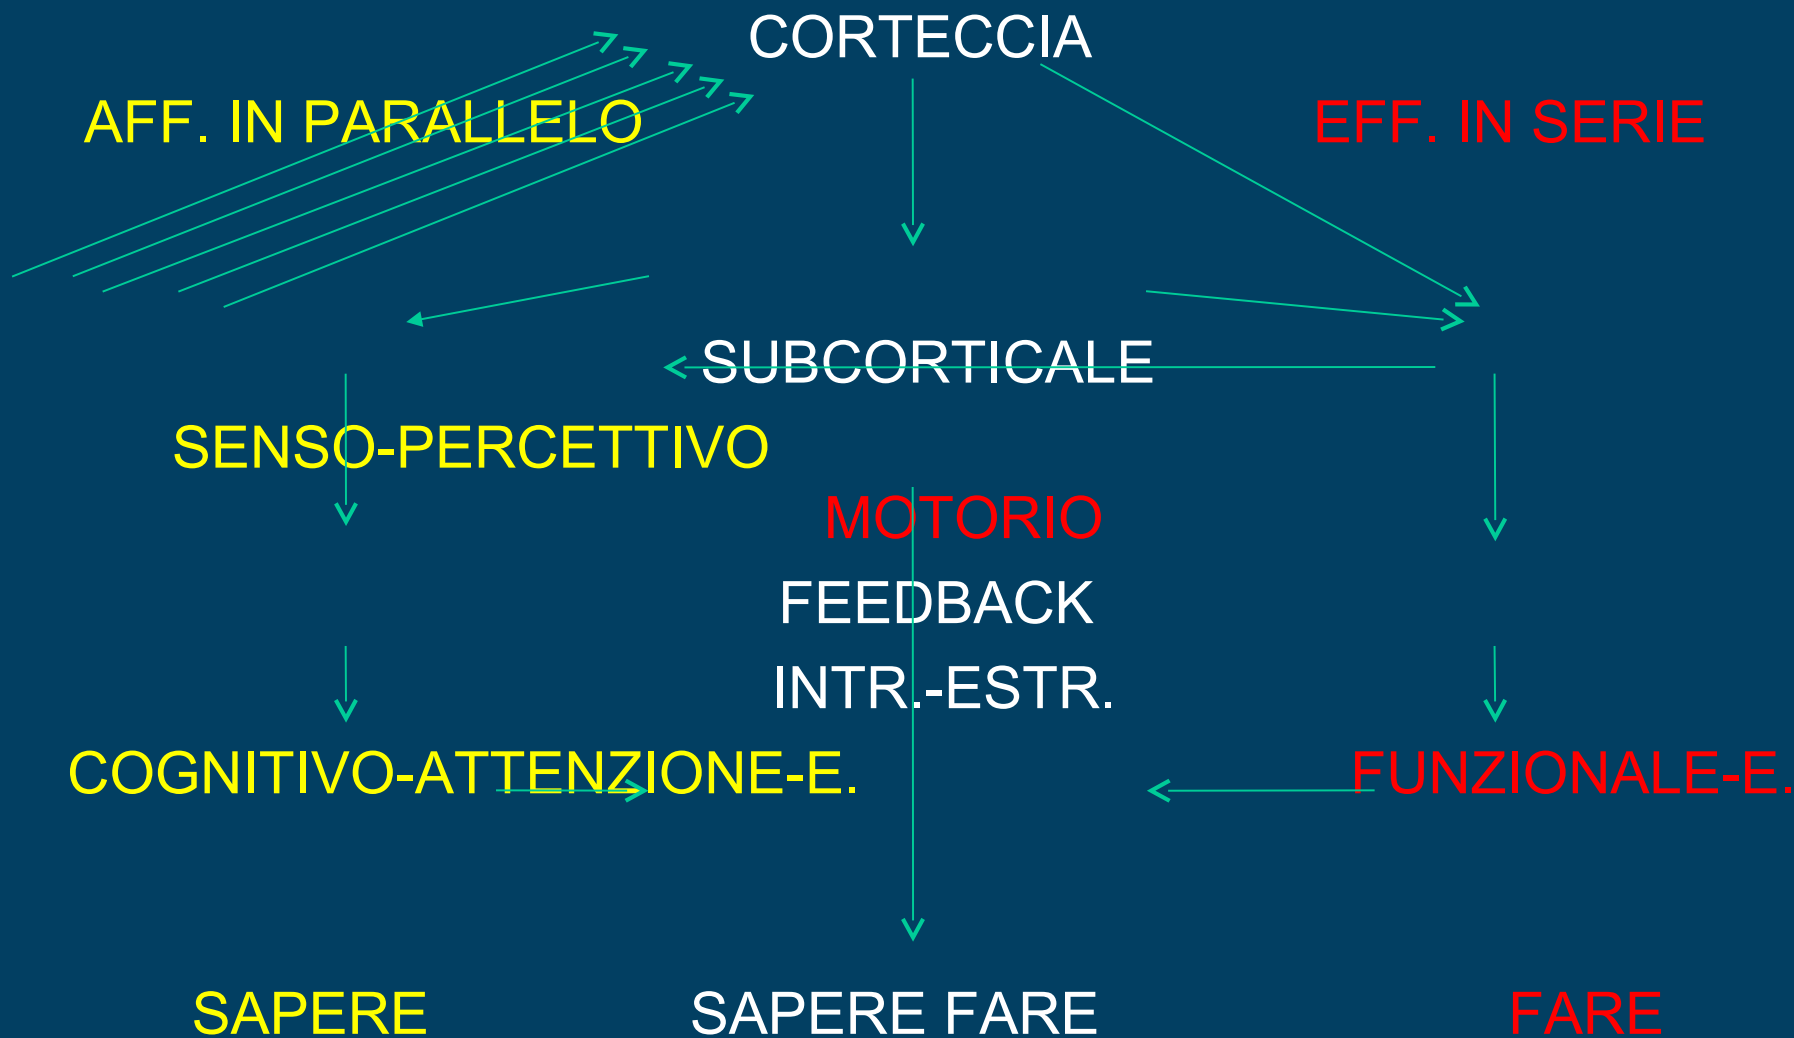 CORTECCIA
AFF. IN PARALLELO EFF. IN SERIE
SUBCORTICALE
SENSO-PERCETTIVO
MOTORIO
FEEDBACK
INTR.-ESTR.
COGNITIVO-ATTENZIONE-E. FUNZIONALE-E.
SAPERE SAPERE FARE FARE